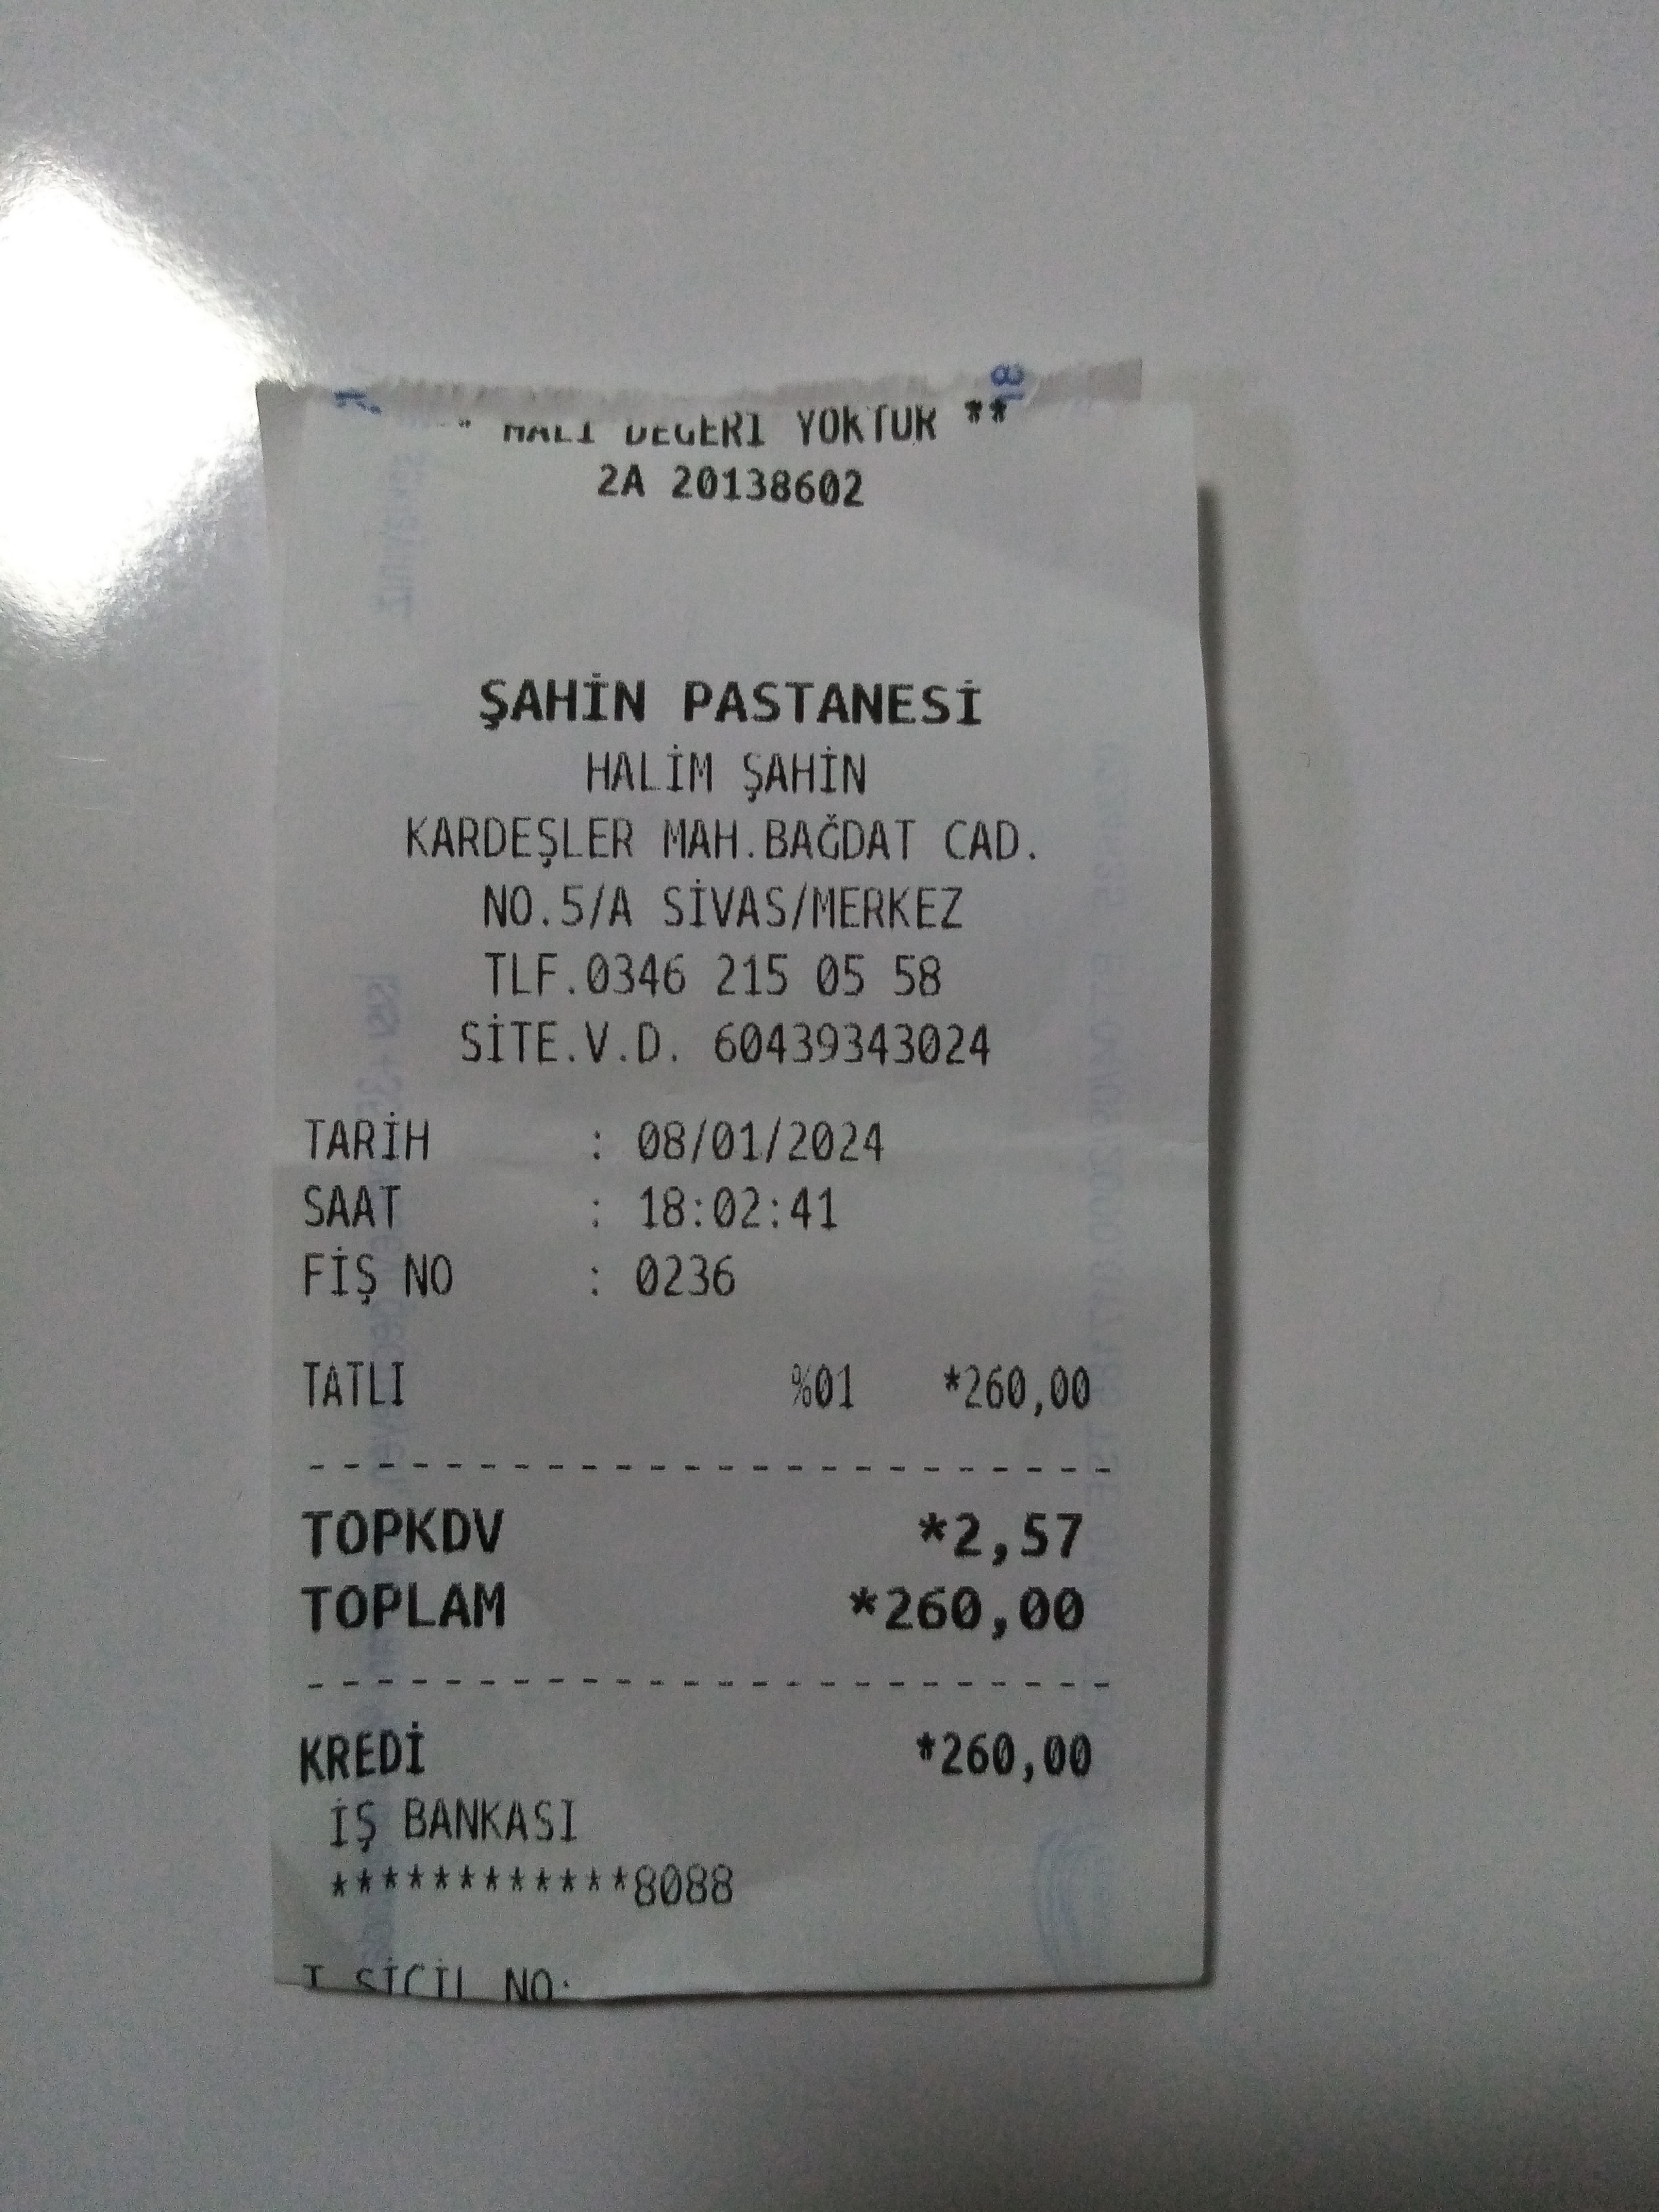 DEĞERİ YOKTUR **
2A 20138602
ŞAHİN PASTANESİ
HALİM ŞAHİN
KARDEŞLER MAH.BAĞDAT CAD.
NO.5/A SİVAS/MERKEZ
TLF.0346 215 05 58
SİTE.V.D. 60439343024
TARİH : 08/01/2024
SAAT : 18:02:41
FİŞ NO : 0236
TATLI %01 *260,00
TOPKDV *2,57
TOPLAM *260,00
KREDİ *260,00
İŞ BANKASI
************8088
SİCİL NO: